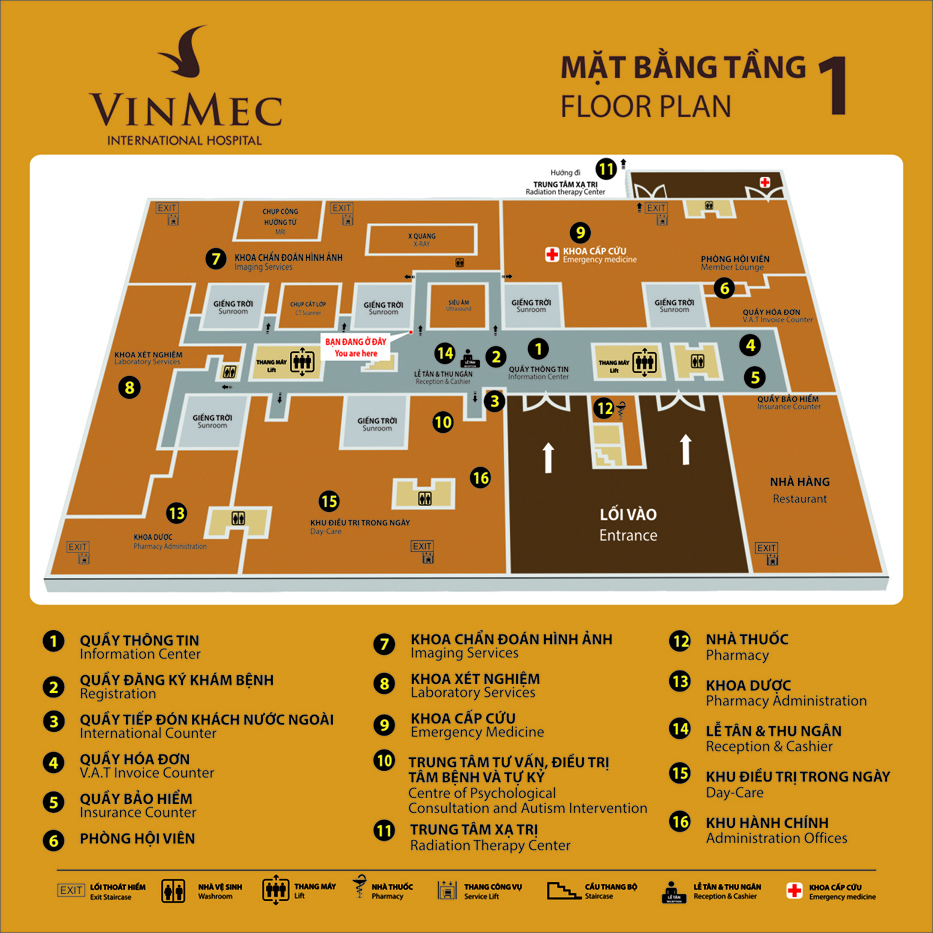 VINMEC
INTERNATIONAL HOSPITAL
MẶT BẰNG TẦNG 1
FLOOR PLAN
Hướng đi
TRUNG TÂM XẠ TRỊ
Radiation therapy Center
11
EXIT
CHỤP CỘNG
HƯỞNG TỪ
MRI
X QUANG
X-RAY
EXIT
9
KHOA CẤP CỨU
Emergency medicine
7
KHOA CHẨN ĐOÁN HÌNH ẢNH
Imaging Services
PHÒNG HỘI VIÊN
Member Lounge
6
GIẾNG TRỜI
Sunroom
CHỤP CẮT LỚP
CT Scanner
GIẾNG TRỜI
Sunroom
SIÊU ÂM
Ultrasound
GIẾNG TRỜI
Sunroom
GIẾNG TRỜI
Sunroom
QUẦY HÓA ĐƠN
V.A.T Invoice Counter
BẠN ĐANG Ở ĐÂY
You are here
KHOA XÉT NGHIỆM
Laboratory Services
8
THANG MÁY
Lift
14
LỄ TÂN
RECEPTION
LỄ TÂN & THU NGÂN
Reception & Cashier
2
1
QUẦY THÔNG TIN
Information Center
THANG MÁY
Lift
4
5
QUẦY BẢO HIỂM
Insurance Counter
3
12
GIẾNG TRỜI
Sunroom
GIẾNG TRỜI
Sunroom
10
16
NHÀ HÀNG
Restaurant
15
KHU ĐIỀU TRỊ TRONG NGÀY
Day-Care
13
KHOA DƯỢC
Pharmacy Administration
LỐI VÀO
Entrance
EXIT
EXIT
EXIT
1 QUẦY THÔNG TIN
Information Center
2 QUẦY ĐĂNG KÝ KHÁM BỆNH
Registration
3 QUẦY TIẾP ĐÓN KHÁCH NƯỚC NGOÀI
International Counter
4 QUẦY HÓA ĐƠN
V.A.T Invoice Counter
5 QUẦY BẢO HIỂM
Insurance Counter
6 PHÒNG HỘI VIÊN
7 KHOA CHẨN ĐOÁN HÌNH ẢNH
Imaging Services
8 KHOA XÉT NGHIỆM
Laboratory Services
9 KHOA CẤP CỨU
Emergency Medicine
10 TRUNG TÂM TƯ VẤN, ĐIỀU TRỊ
TÂM BỆNH VÀ TỰ KỶ
Centre of Psychological
Consultation and Autism Intervention
11 TRUNG TÂM XẠ TRỊ
Radiation Therapy Center
12 NHÀ THUỐC
Pharmacy
13 KHOA DƯỢC
Pharmacy Administration
14 LỄ TÂN & THU NGÂN
Reception & Cashier
15 KHU ĐIỀU TRỊ TRONG NGÀY
Day-Care
16 KHU HÀNH CHÍNH
Administration Offices
EXIT LỐI THOÁT HIỂM
Exit Staircase
NHÀ VỆ SINH
Washroom
THANG MÁY
Lift
NHÀ THUỐC
Pharmacy
THANG CÔNG VỤ
Service Lift
CẦU THANG BỘ
Staircase
LỄ TÂN
RECEPTION
LỄ TÂN & THU NGÂN
Reception & Cashier
KHOA CẤP CỨU
Emergency medicine